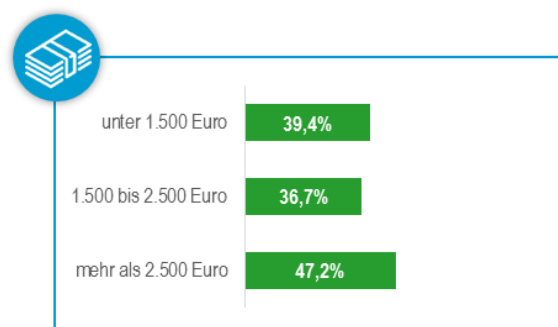 unter 1.500 Euro 39,4%
1.500 bis 2.500 Euro 36,7%
mehr als 2.500 Euro 47,2%